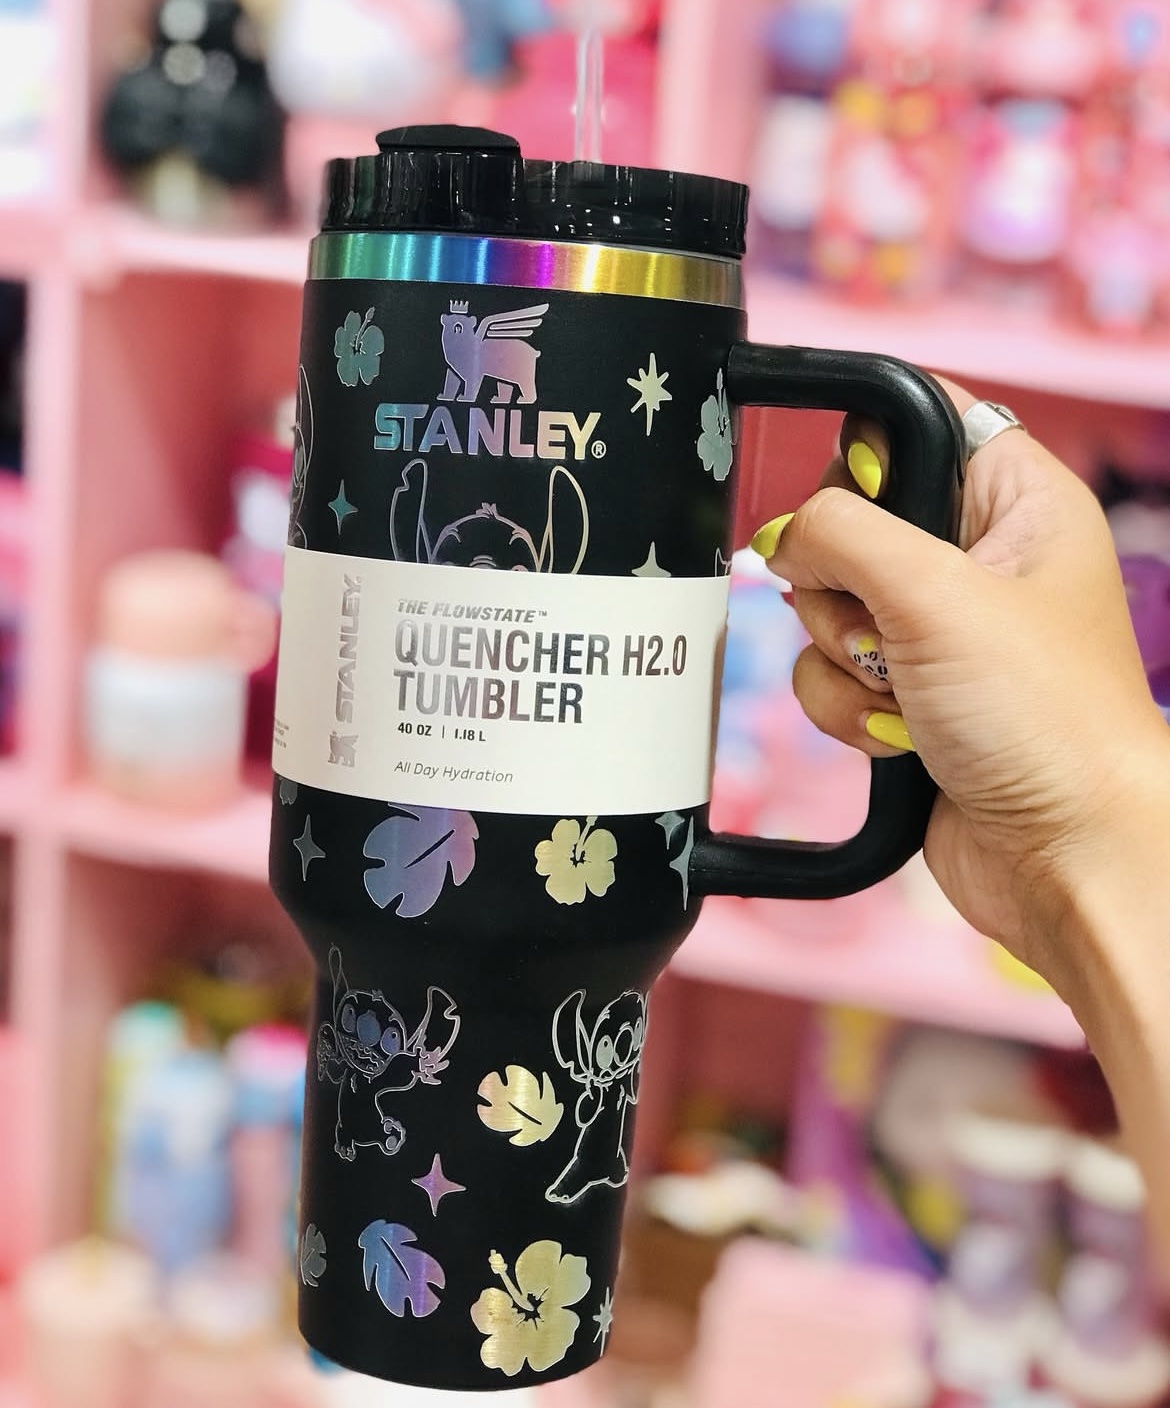 STANLEY®
STANLEY®
THE FLOWSTATE™
QUENCHER H2.0
TUMBLER
40 OZ | 1.18 L
All Day Hydration